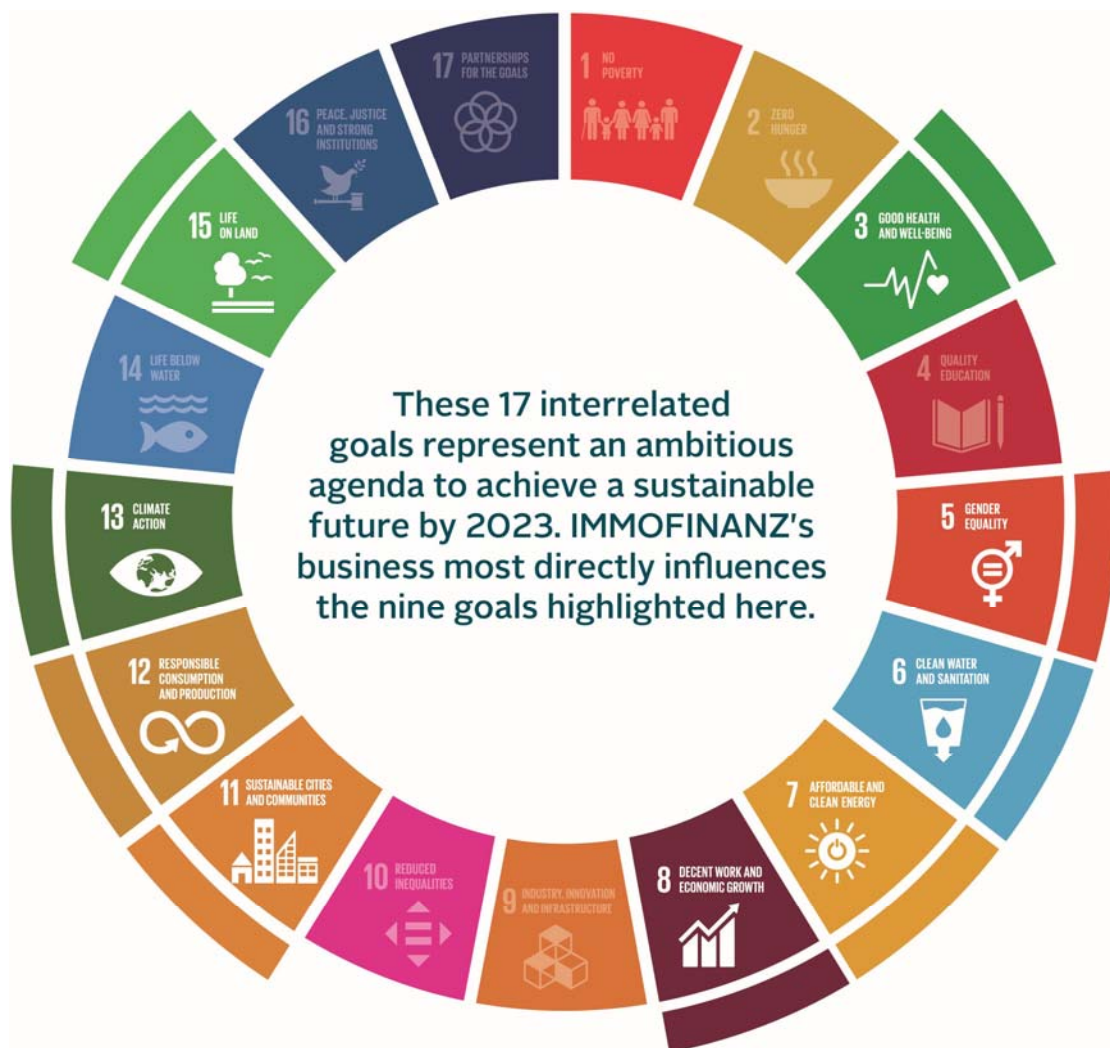 17 PARTNERSHIPS
FOR THE GOALS
1 NO
POVERTY
2 ZERO
HUNGER
3 GOOD HEALTH
AND WELL-BEING
4 QUALITY
EDUCATION
5 GENDER
EQUALITY
6 CLEAN WATER
AND SANITATION
7 AFFORDABLE AND
CLEAN ENERGY
8 DECENT WORK AND
ECONOMIC GROWTH
9 INDUSTRY, INNOVATION
AND INFRASTRUCTURE
10 REDUCED
INEQUALITIES
11 SUSTAINABLE CITIES
AND COMMUNITIES
12 RESPONSIBLE
CONSUMPTION
AND PRODUCTION
13 CLIMATE
ACTION
14 LIFE BELOW
WATER
15 LIFE
ON LAND
16 PEACE, JUSTICE
AND STRONG
INSTITUTIONS
These 17 interrelated
goals represent an ambitious
agenda to achieve a sustainable
future by 2023. IMMOFINANZ's
business most directly influences
the nine goals highlighted here.